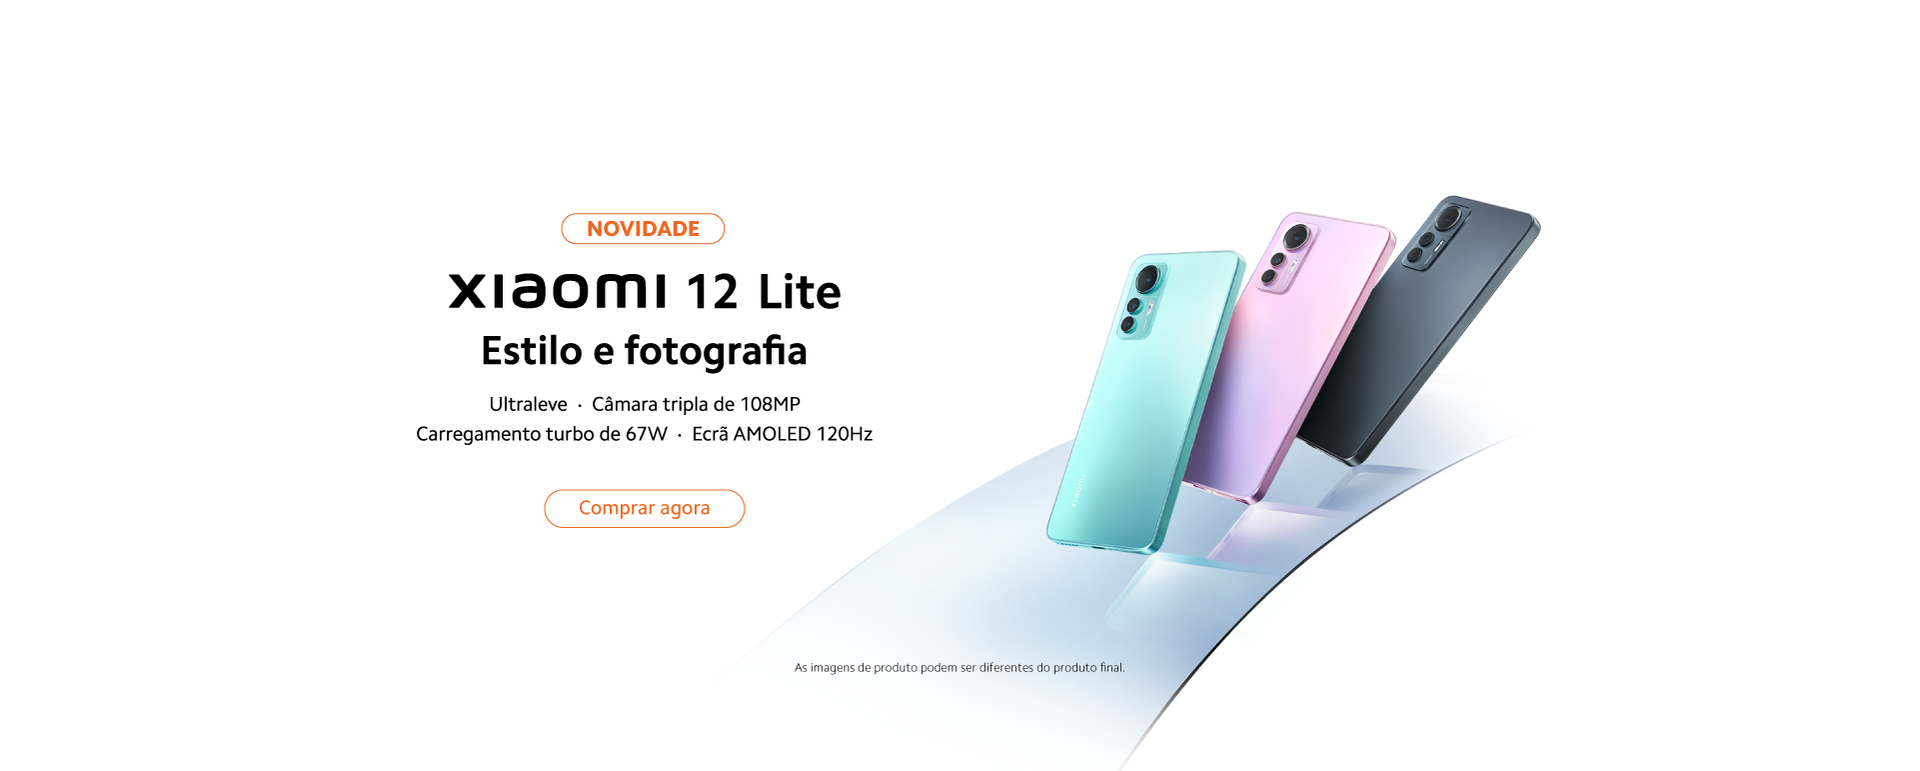 NOVIDADE
xiaomi 12 Lite
Estilo e fotografia
Ultraleve · Câmara tripla de 108MP
Carregamento turbo de 67W · Ecrã AMOLED 120Hz
Comprar agora
xiaomi
As imagens de produto podem ser diferentes do produto final.